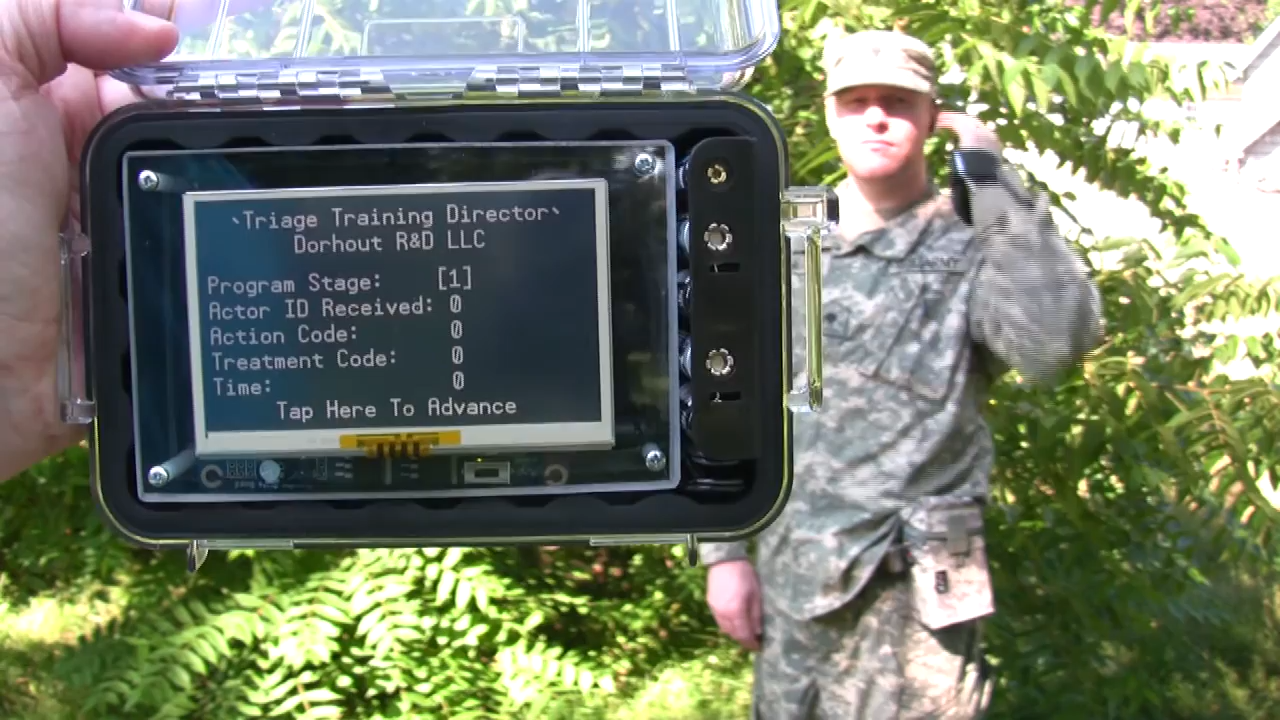 `Triage Training Director`
Dorhout R&D LLC
Program Stage: [1]
Actor ID Received: 0
Action Code: 0
Treatment Code: 0
Time: 0
Tap Here To Advance